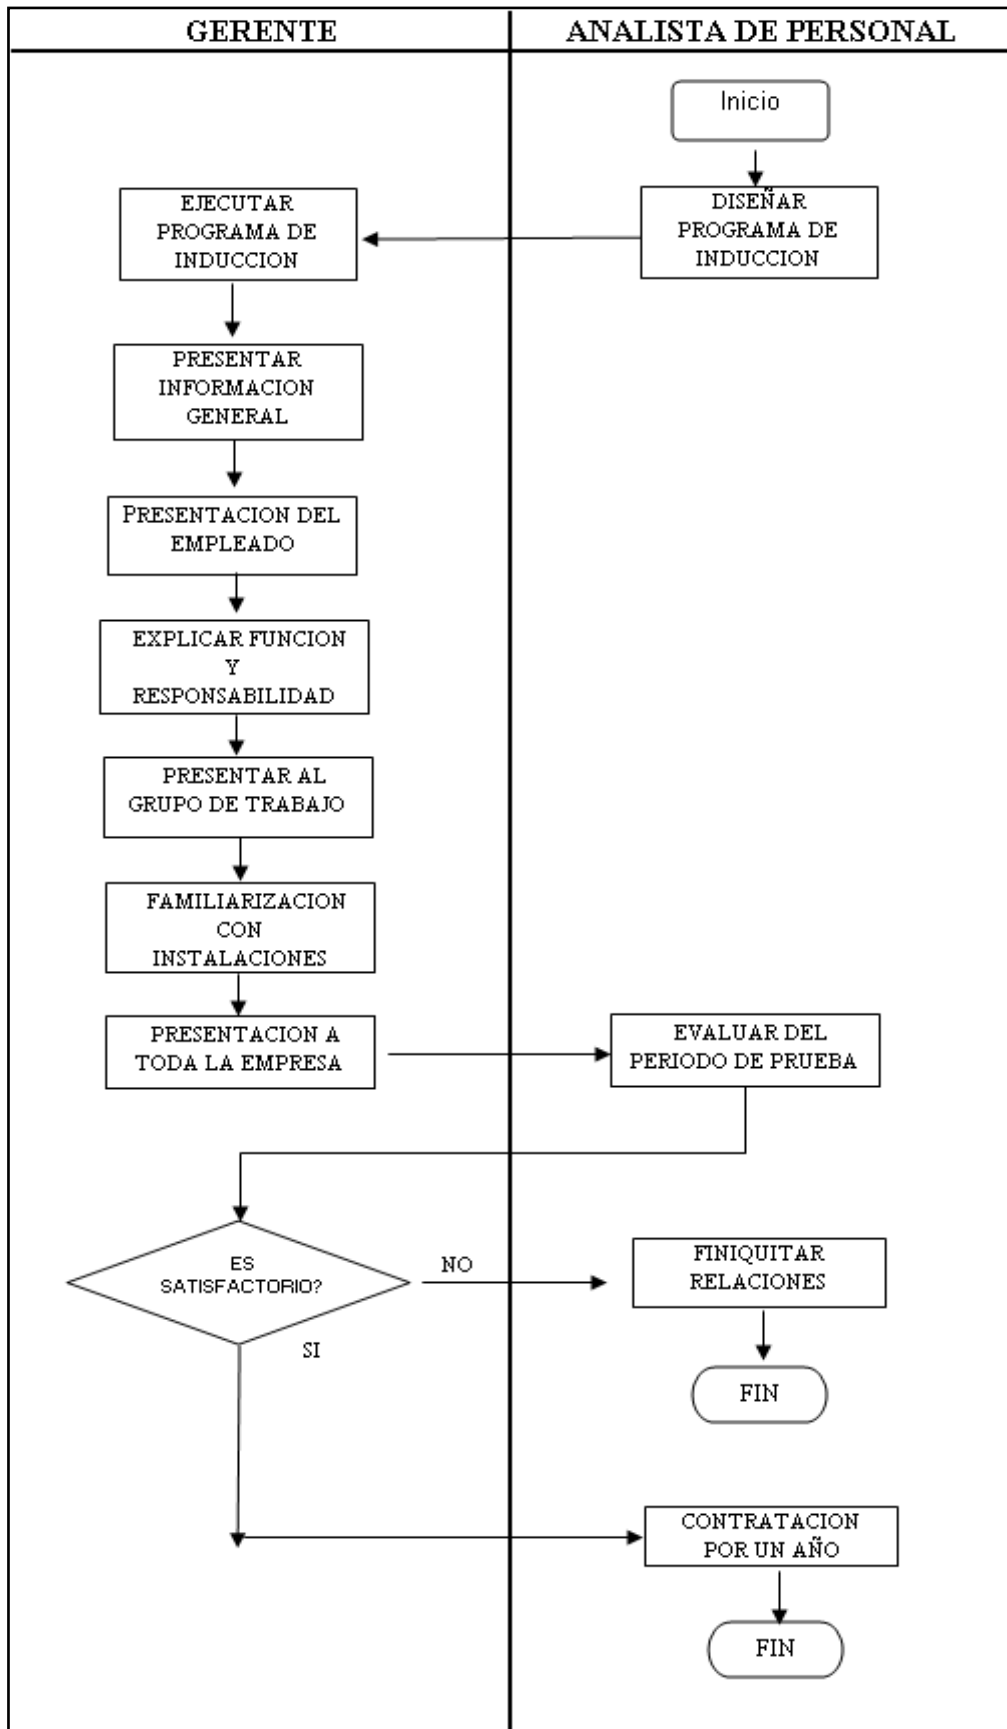 GERENTE
ANALISTA DE PERSONAL
Inicio
DISEÑAR
PROGRAMA DE
INDUCCION
EJECUTAR
PROGRAMA DE
INDUCCION
PRESENTAR
INFORMACION
GENERAL
PRESENTACION DEL
EMPLEADO
EXPLICAR FUNCION
Y
RESPONSABILIDAD
PRESENTAR AL
GRUPO DE TRABAJO
FAMILIARIZACION
CON
INSTALACIONES
PRESENTACION A
TODA LA EMPRESA
EVALUAR DEL
PERIODO DE PRUEBA
ES
SATISFACTORIO?
NO
FINIQUITAR
RELACIONES
FIN
SI
CONTRATACION
POR UN AÑO
FIN